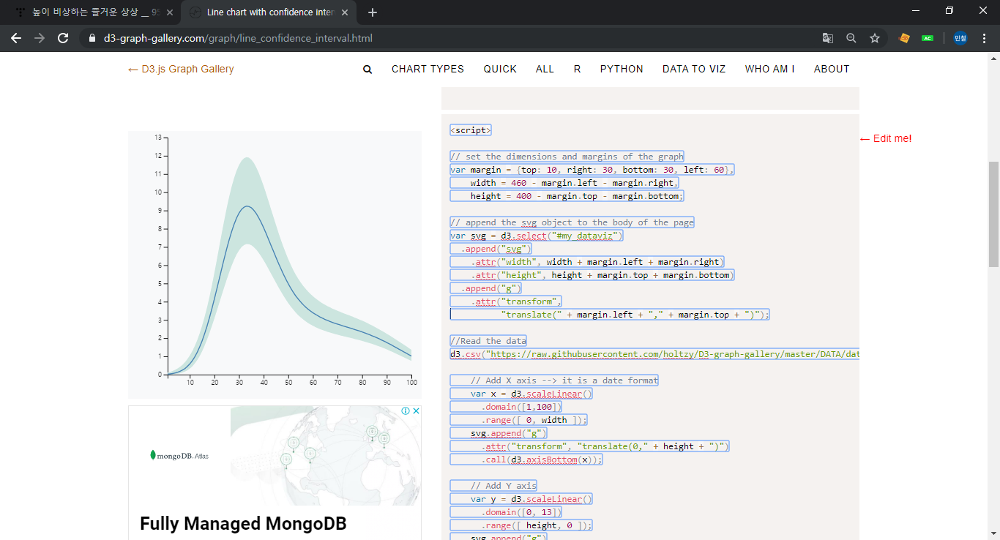 높이 비상하는 즐거운 상상 __ 95
Line chart with confidence inter
d3-graph-gallery.com/graph/line_confidence_interval.html
민철
AC
← D3.js Graph Gallery
CHART TYPES QUICK ALL R PYTHON DATA TO VIZ WHO AM I ABOUT
13
12
11
10
9
8
7
6
5
4
3
2
1
0
10 20 30 40 50 60 70 80 90 100
mongoDB. Atlas
Fully Managed MongoDB
<script>
// set the dimensions and margins of the graph
var margin = {top: 10, right: 30, bottom: 30, left: 60},
width = 460 - margin.left - margin.right,
height = 400 - margin.top - margin.bottom;
// append the svg object to the body of the page
var svg = d3.select("#my_dataviz")
.append("svg")
.attr("width", width + margin.left + margin.right)
.attr("height", height + margin.top + margin.bottom)
.append("g")
.attr("transform",
"translate(" + margin.left + "," + margin.top + ")");
//Read the data
d3.csv("https://raw.githubusercontent.com/holtzy/D3-graph-gallery/master/DATA/dat
// Add X axis --> it is a date format
var x = d3.scaleLinear()
.domain([1,100])
.range([ 0, width ]);
svg.append("g")
.attr("transform", "translate(0," + height + ")")
.call(d3.axisBottom(x));
// Add Y axis
var y = d3.scaleLinear()
.domain([0, 13])
.range([ height, 0 ]);
svg.append("g")
← Edit me!